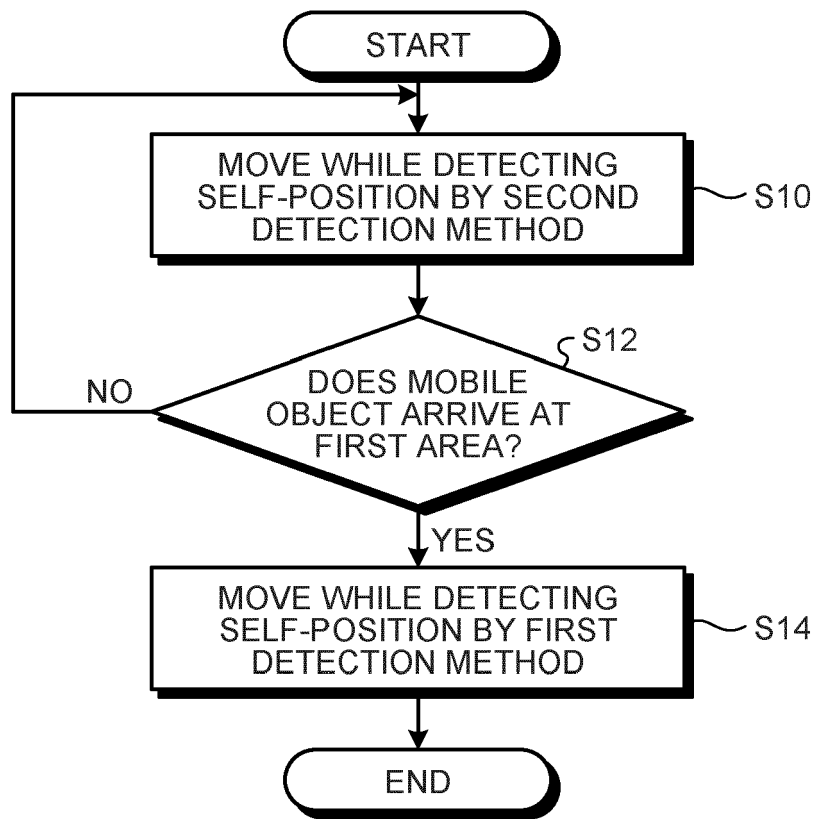 START
MOVE WHILE DETECTING
SELF-POSITION BY SECOND
DETECTION METHOD
S10
S12
DOES MOBILE
OBJECT ARRIVE AT
FIRST AREA?
NO
YES
MOVE WHILE DETECTING
SELF-POSITION BY FIRST
DETECTION METHOD
S14
END